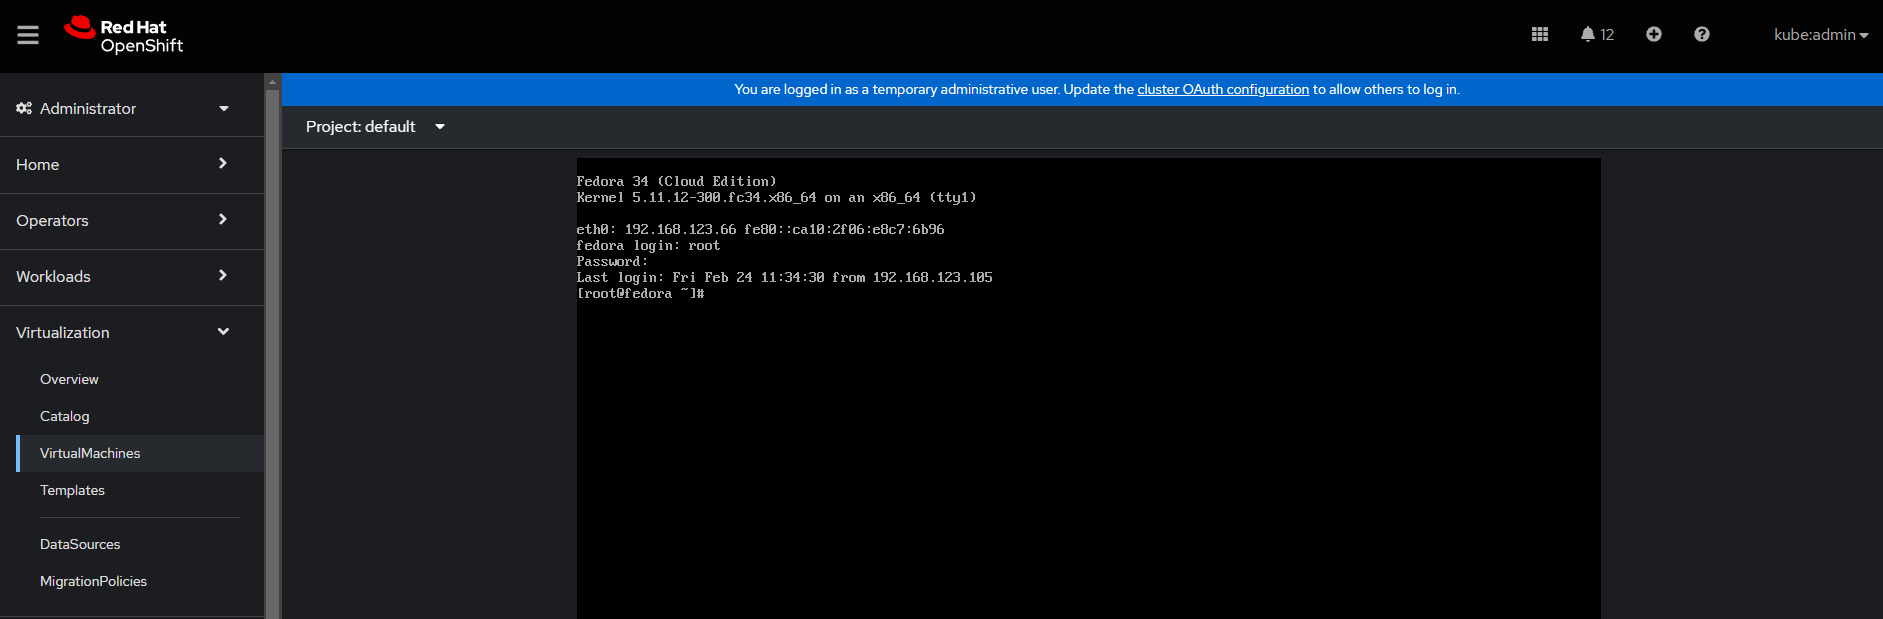 Red Hat
OpenShift
12
kube:admin
Administrator
Home
Operators
Workloads
Virtualization
Overview
Catalog
VirtualMachines
Templates
DataSources
MigrationPolicies
You are logged in as a temporary administrative user. Update the cluster OAuth configuration to allow others to log in.
Project: default
Fedora 34 (Cloud Edition)
Kernel 5.11.12-300.fc34.x86_64 on an x86_64 (tty1)
eth0: 192.168.123.66 fe80::ca10:2f06:e8c7:6b96
fedora login: root
Password:
Last login: Fri Feb 24 11:34:30 from 192.168.123.105
[root@fedora ~]#